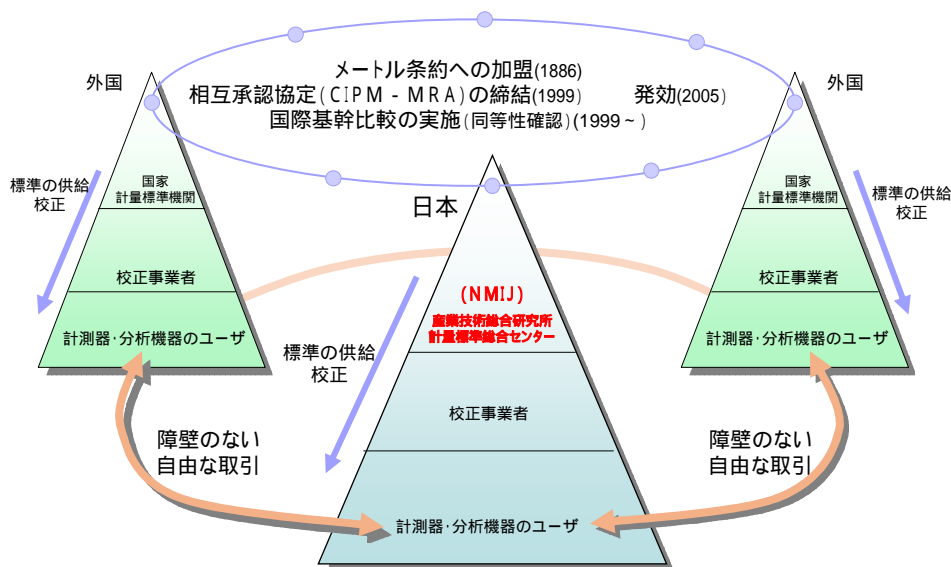 メートル条約への加盟(1886)
相互承認協定(CIPM-MRA)の締結(1999) 発効(2005)
国際基幹比較の実施(同等性確認)(1999~)
外国
国家
計量標準機関
校正事業者
計測器・分析機器のユーザ
標準の供給
校正
日本
(NMIJ)
産業技術総合研究所
計量標準総合センター
校正事業者
計測器・分析機器のユーザ
標準の供給
校正
外国
国家
計量標準機関
校正事業者
計測器・分析機器のユーザ
標準の供給
校正
障壁のない
自由な取引
障壁のない
自由な取引